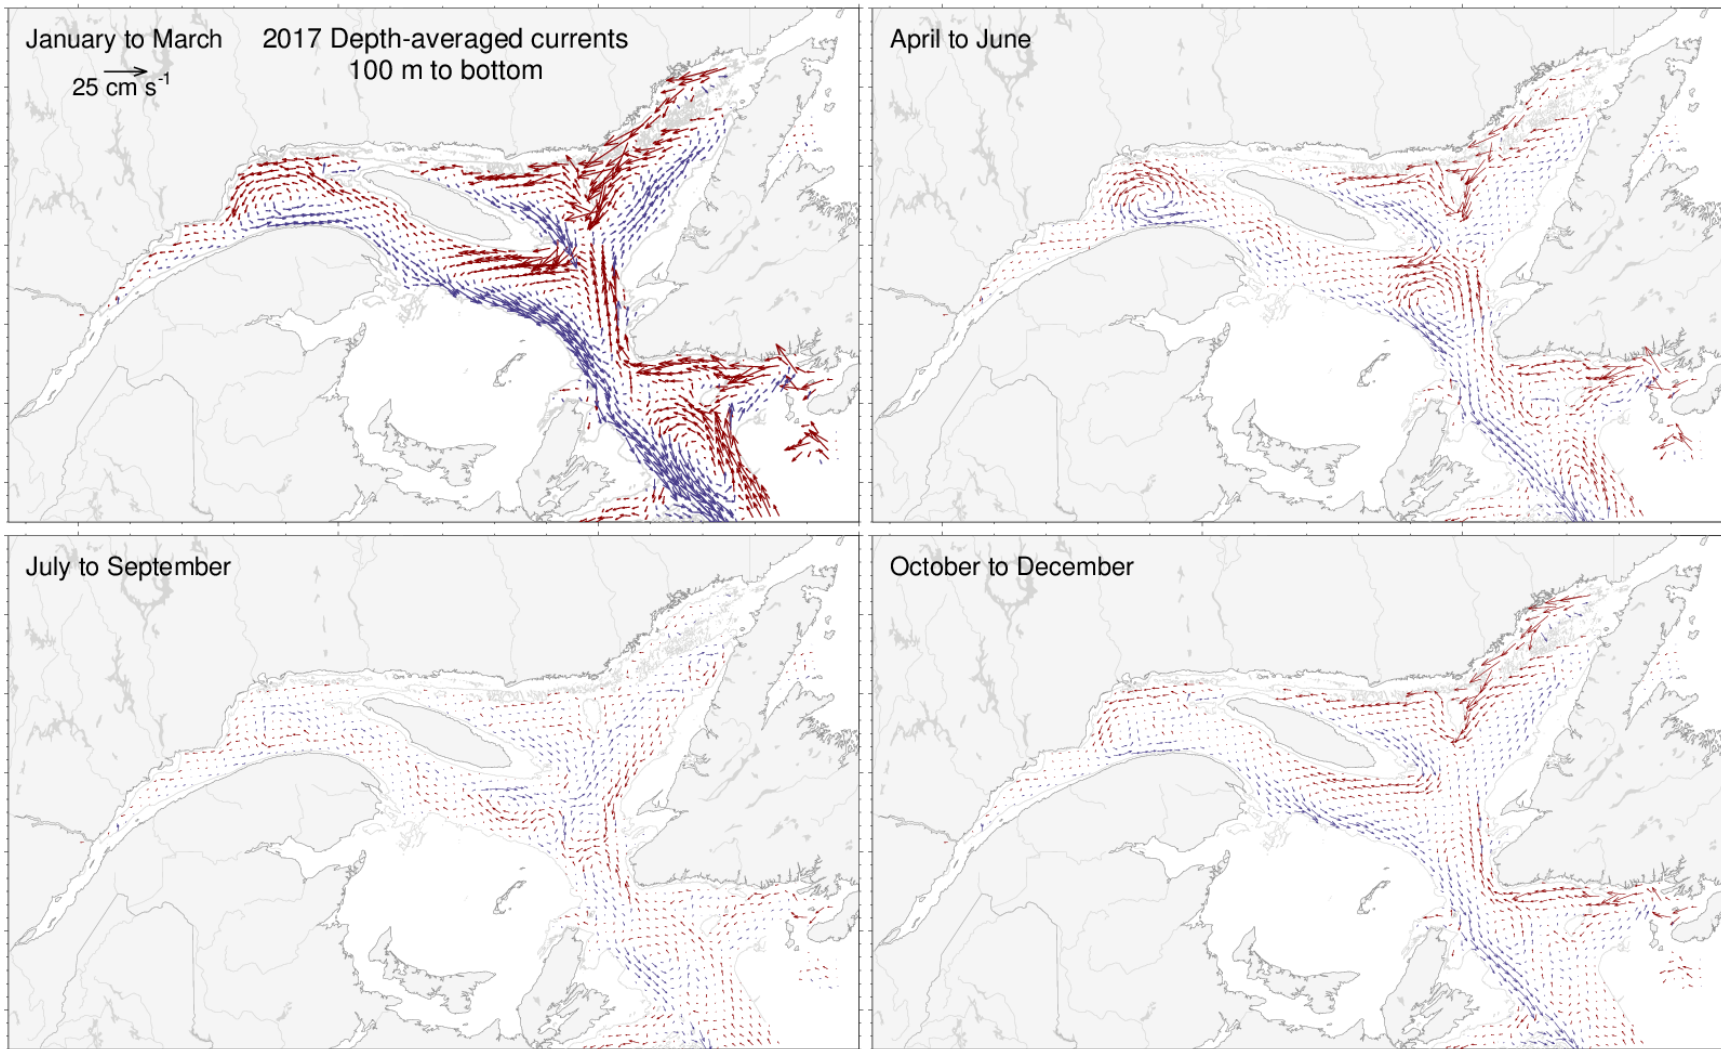 January to March
25 cm s-1
2017 Depth-averaged currents
100 m to bottom
April to June
July to September
October to December